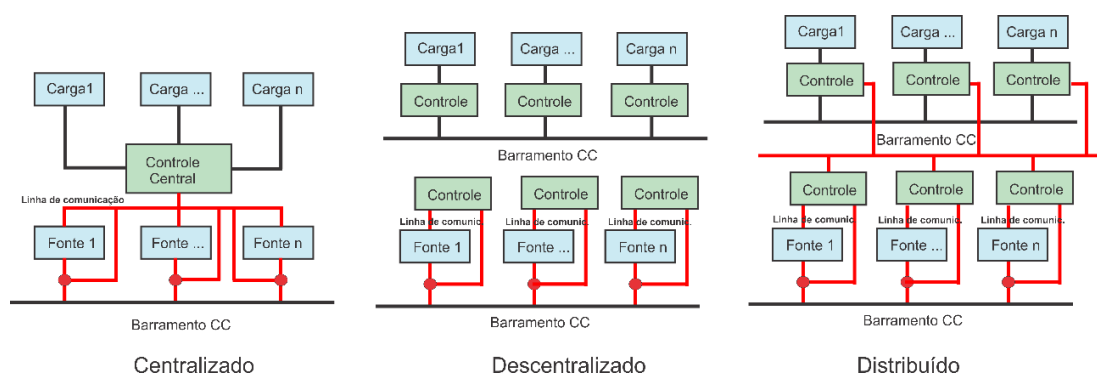 Carga1
Carga ...
Carga n
Controle
Central
Linha de comunicação
Fonte 1
Fonte ...
Fonte n
Barramento CC
Centralizado
Carga1
Carga ...
Carga n
Controle
Controle
Controle
Barramento CC
Controle
Controle
Controle
Linha de comunic.
Linha de comunic.
Linha de comunic.
Fonte 1
Fonte ...
Fonte n
Barramento CC
Descentralizado
Carga1
Carga ...
Carga n
Controle
Controle
Controle
Barramento CC
Controle
Controle
Controle
Linha de comunic.
Linha de comunic.
Linha de comunic.
Fonte 1
Fonte ...
Fonte n
Barramento CC
Distribuído